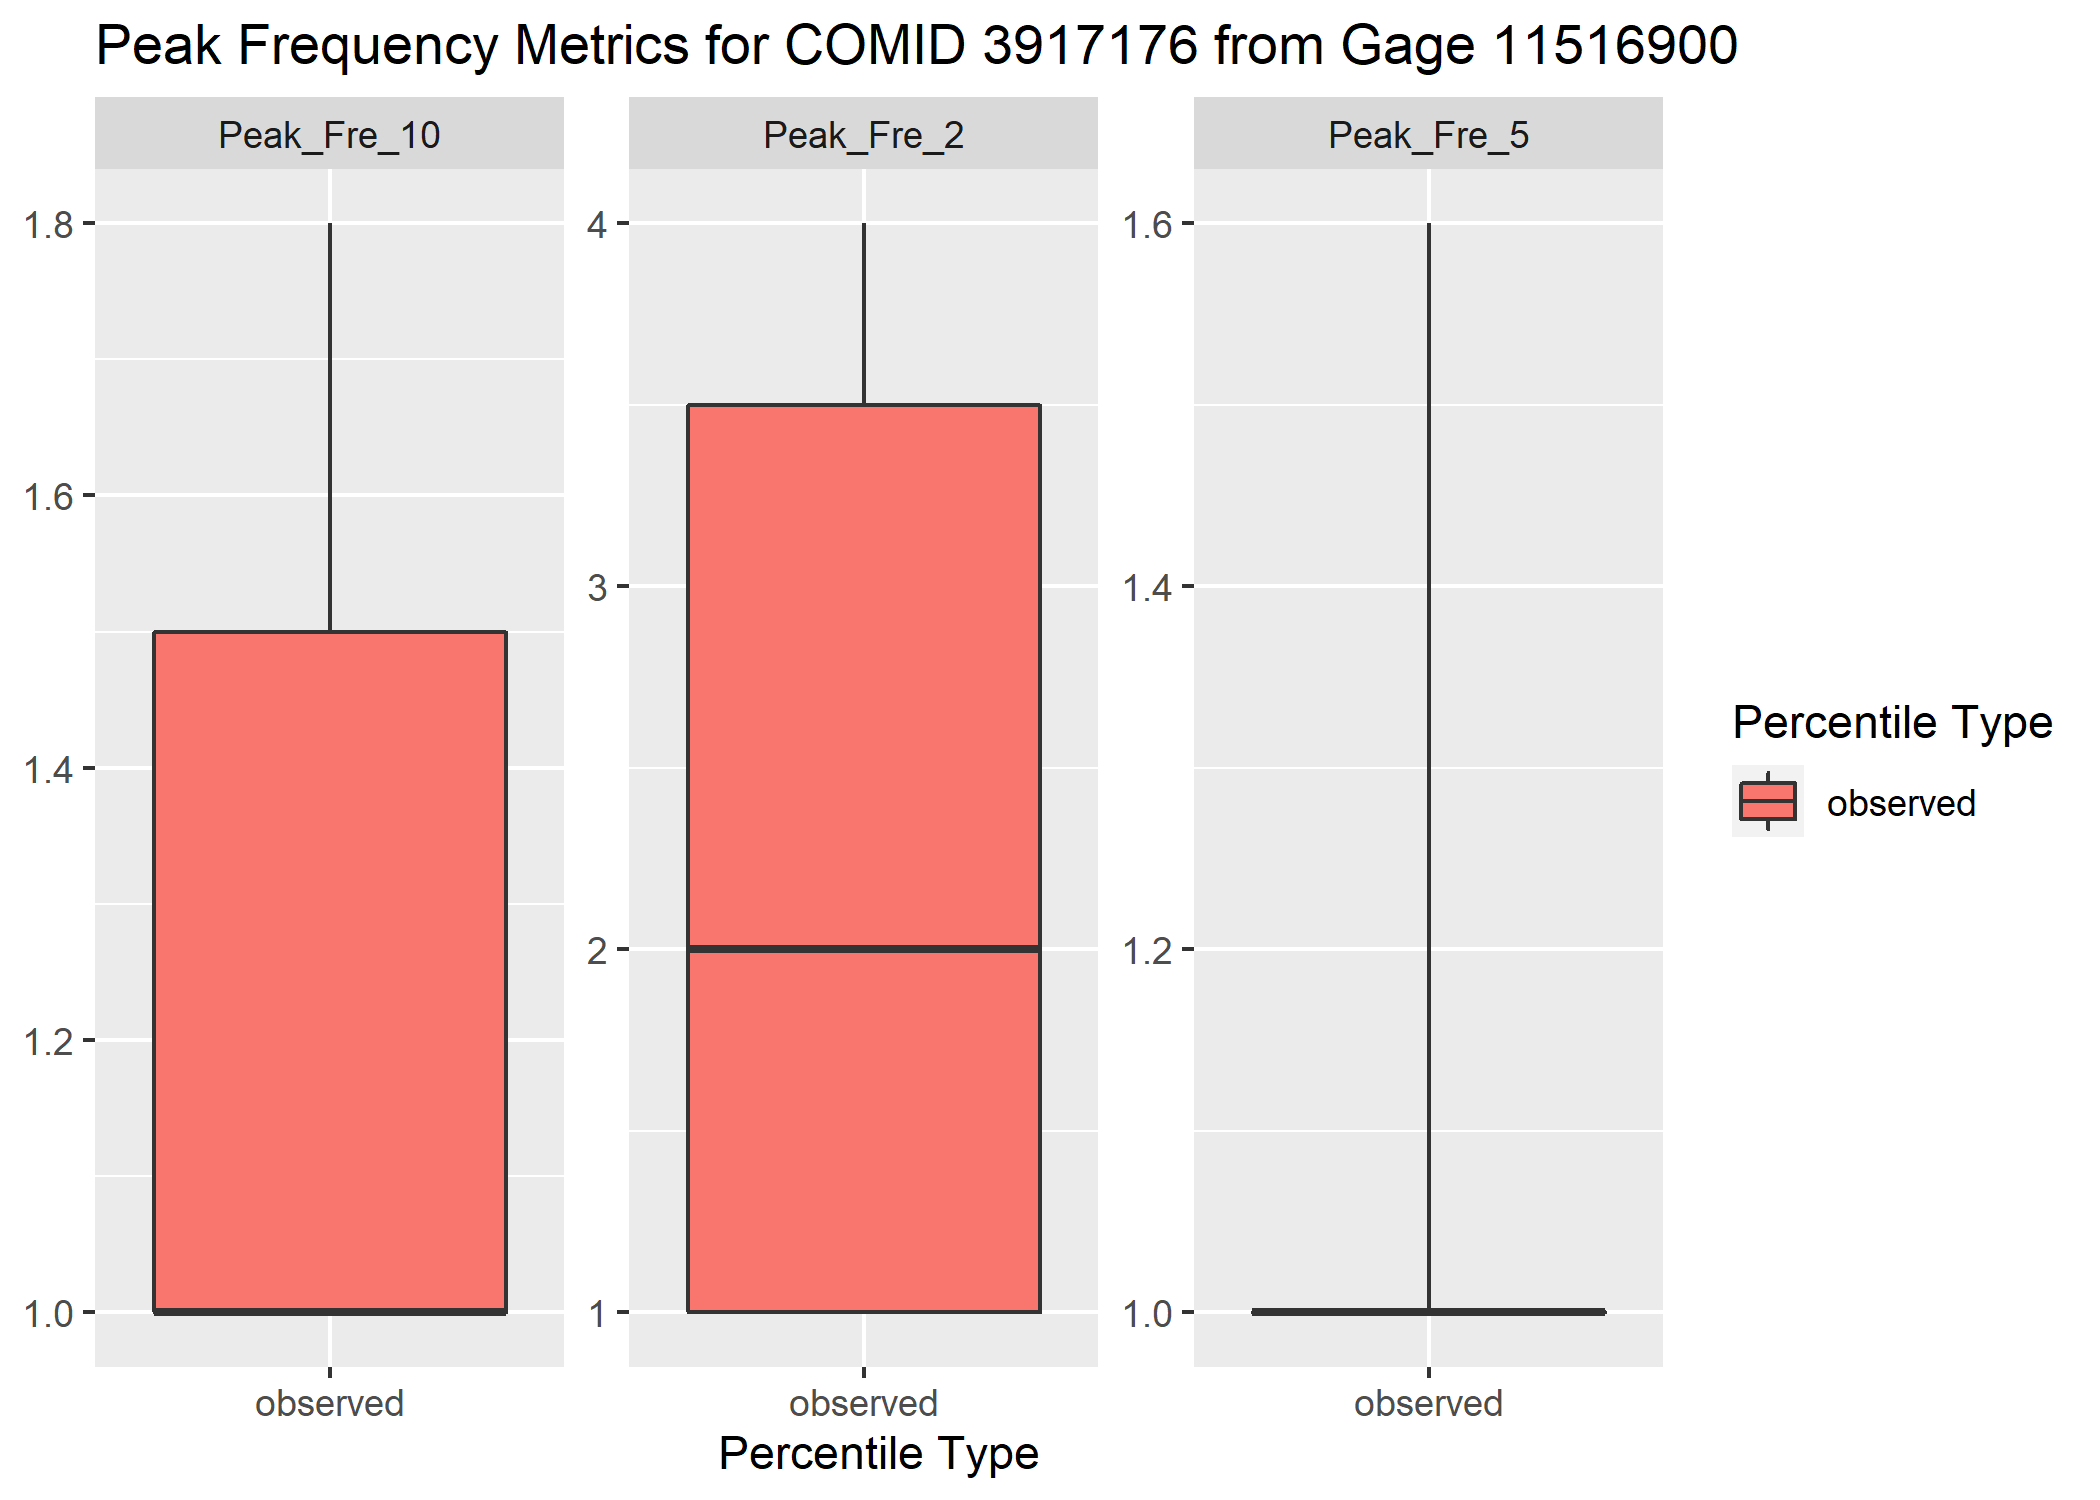 Peak Frequency Metrics for COMID 3917176 from Gage 11516900
Peak_Fre_10
Peak_Fre_2
Peak_Fre_5
1.8
1.6
1.4
1.2
1.0
4
3
2
1
1.6
1.4
1.2
1.0
observed
observed
observed
Percentile Type
Percentile Type
observed